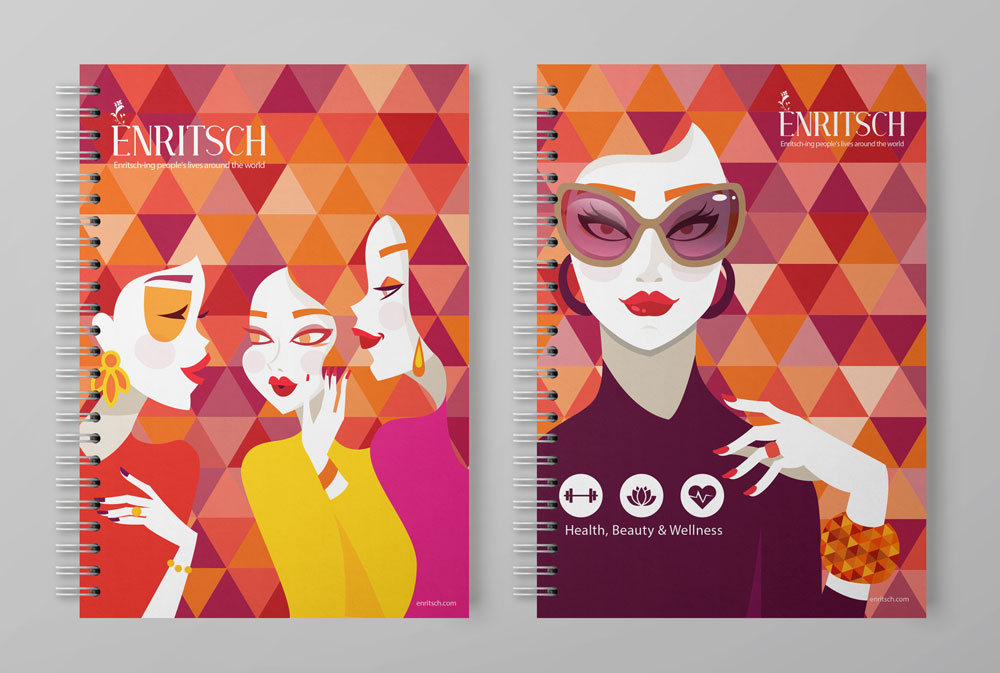 ENRITSCH
Enritsch-ing people's lives around the world
enritsch.com
ENRITSCH
Enritsch-ing people's lives around the world
Health, Beauty & Wellness
enritsch.com